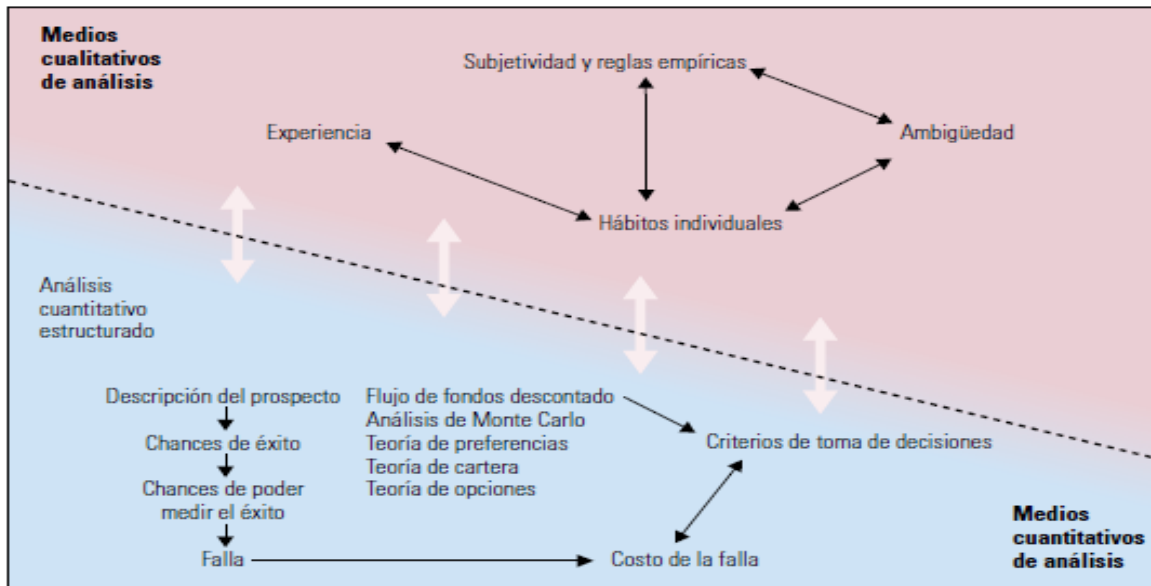 Medios
cualitativos
de análisis
Subjetividad y reglas empíricas
Experiencia
Ambigüedad
Hábitos individuales
Análisis
cuantitativo
estructurado
Descripción del prospecto
Chances de éxito
Chances de poder
medir el éxito
Falla
Flujo de fondos descontado
Análisis de Monte Carlo
Teoría de preferencias
Teoría de cartera
Teoría de opciones
Criterios de toma de decisiones
Costo de la falla
Medios
cuantitativos
de análisis